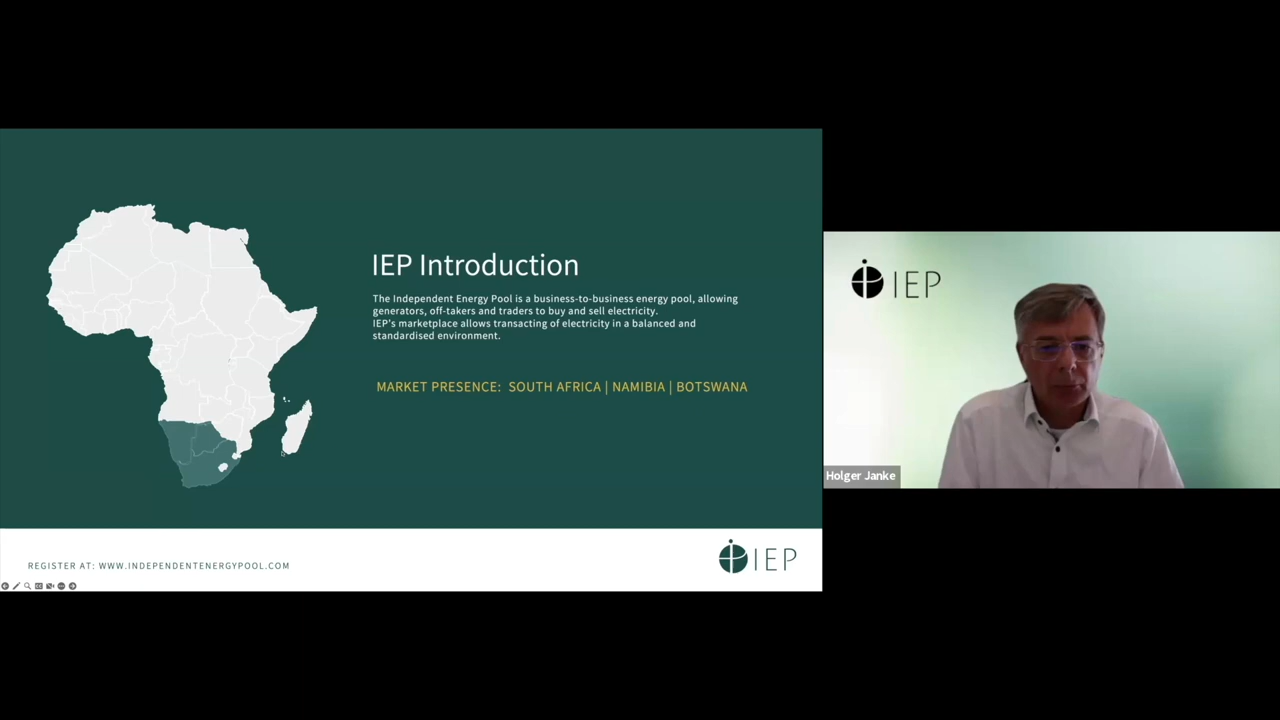 IEP Introduction
The Independent Energy Pool is a business-to-business energy pool, allowing
generators, off-takers and traders to buy and sell electricity.
IEP's marketplace allows transacting of electricity in a balanced and
standardised environment.
MARKET PRESENCE: SOUTH AFRICA | NAMIBIA | BOTSWANA
REGISTER AT: WWW.INDEPENDENTENERGYPOOL.COM
IEP
IEP
Holger Janke